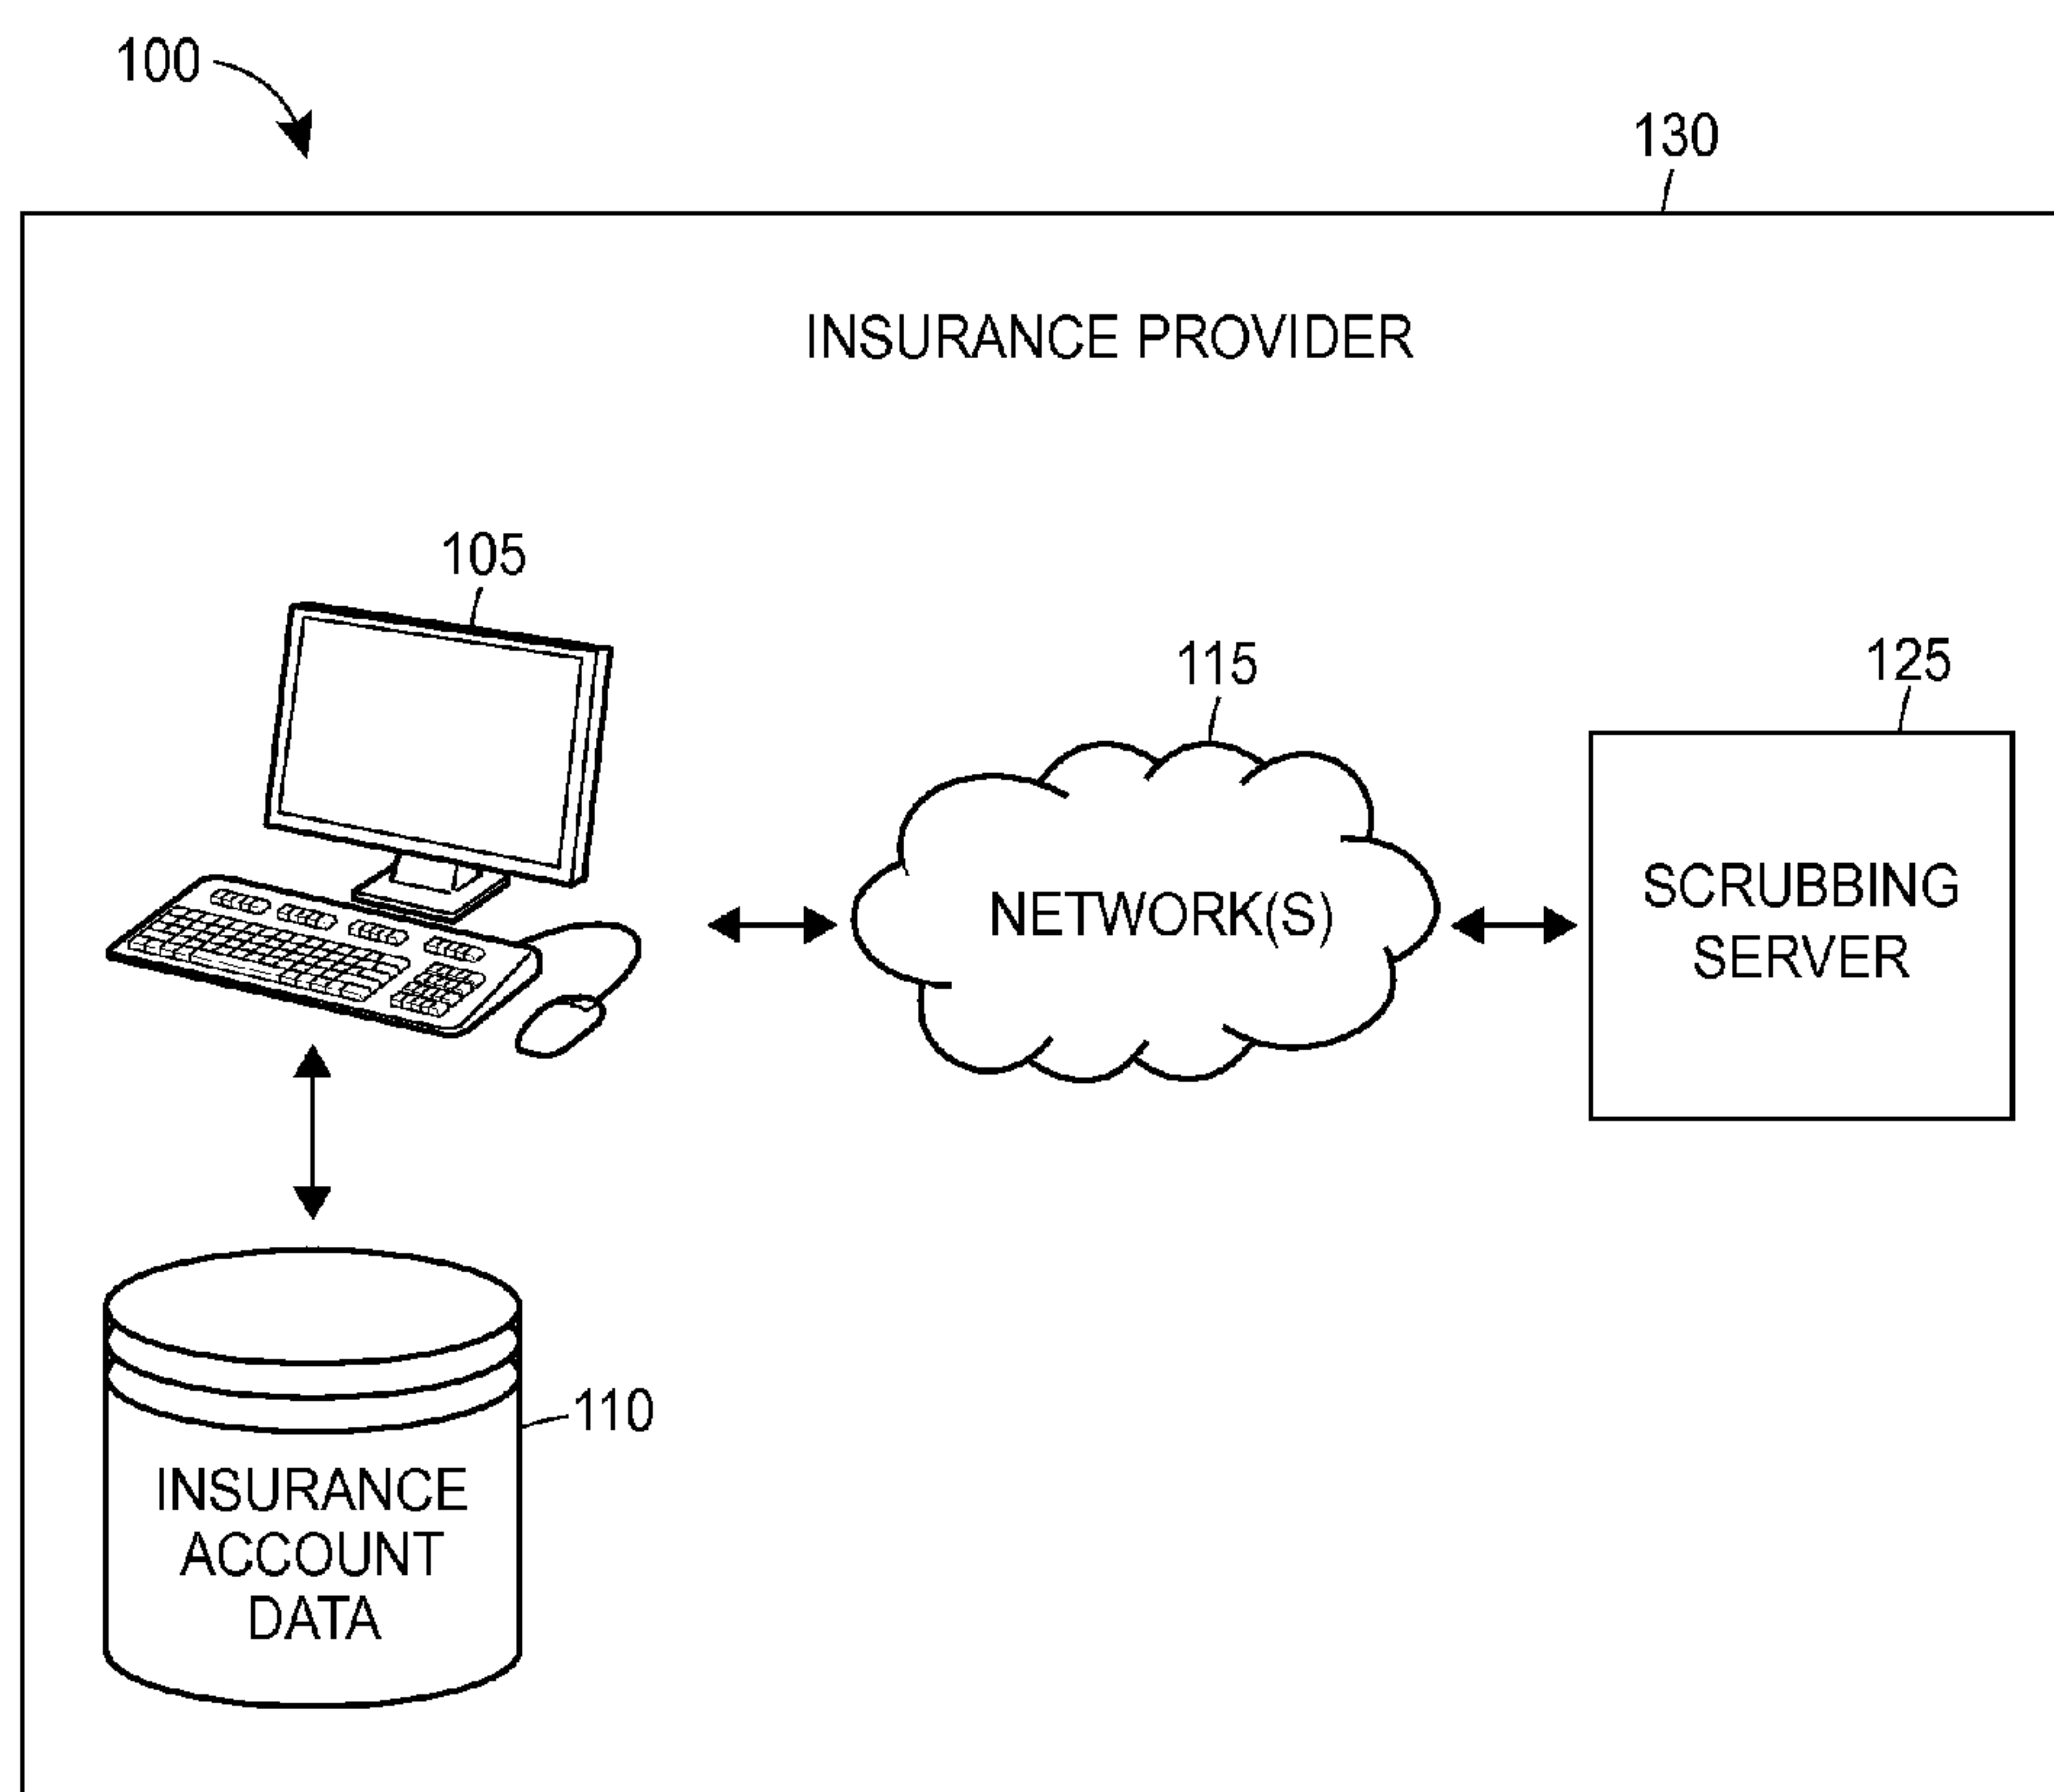 100
130
INSURANCE PROVIDER
105
115
125
NETWORK(S)
SCRUBBING
SERVER
110
INSURANCE
ACCOUNT
DATA